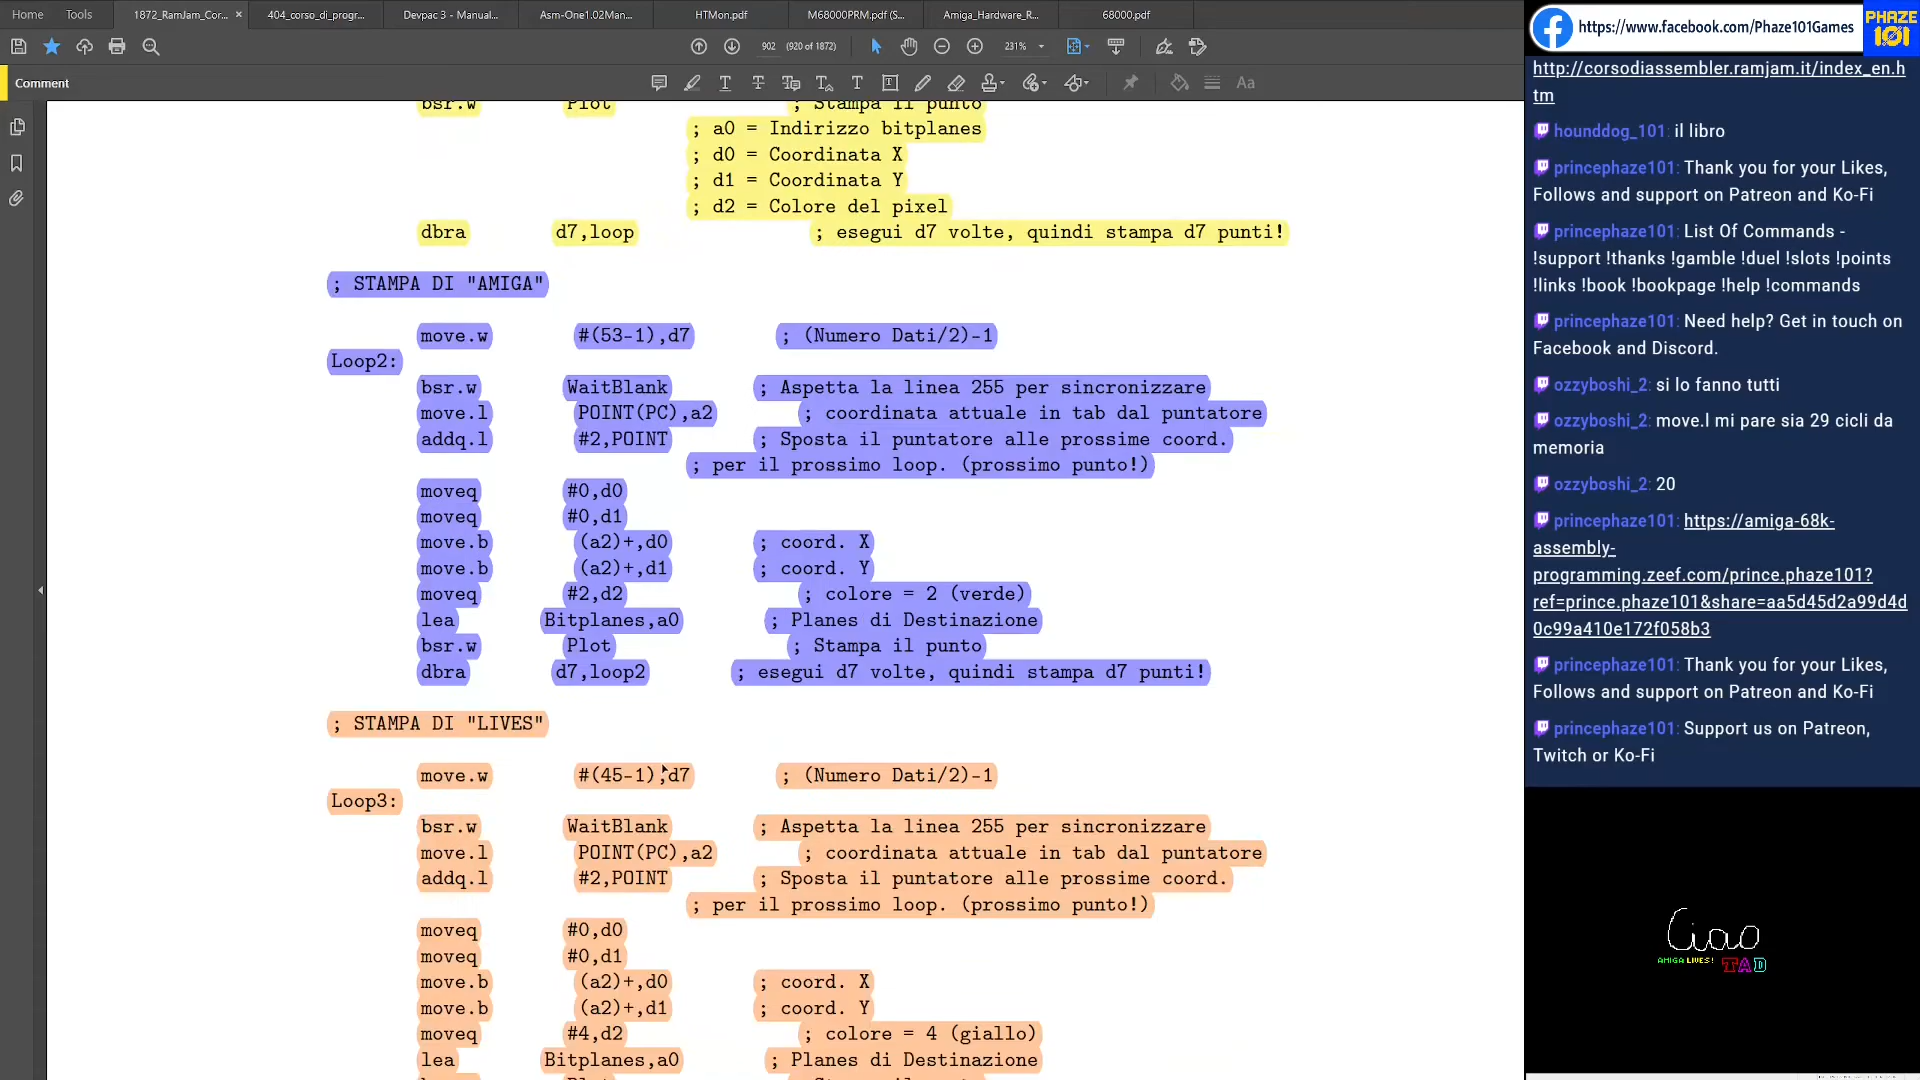 Home Tools 1872_RamJam_Cor... × 404_corso_di_progr... Devpac 3 - Manual... Asm-One1.02Man... HTMon.pdf M68000PRM.pdf (S... Amiga_Hardware_R... 68000.pdf
902 (920 of 1872) 231%
Comment
bsr.w Plot ; Stampa il punto
; a0 = Indirizzo bitplanes
; d0 = Coordinata X
; d1 = Coordinata Y
; d2 = Colore del pixel
dbra d7,loop ; esegui d7 volte, quindi stampa d7 punti!
; STAMPA DI "AMIGA"
move.w #(53-1),d7 ; (Numero Dati/2)-1
Loop2:
bsr.w WaitBlank ; Aspetta la linea 255 per sincronizzare
move.l POINT(PC),a2 ; coordinata attuale in tab dal puntatore
addq.l #2,POINT ; Sposta il puntatore alle prossime coord.
; per il prossimo loop. (prossimo punto!)
moveq #0,d0
moveq #0,d1
move.b (a2)+,d0 ; coord. X
move.b (a2)+,d1 ; coord. Y
moveq #2,d2 ; colore = 2 (verde)
lea Bitplanes,a0 ; Planes di Destinazione
bsr.w Plot ; Stampa il punto
dbra d7,loop2 ; esegui d7 volte, quindi stampa d7 punti!
; STAMPA DI "LIVES"
move.w #(45-1),d7 ; (Numero Dati/2)-1
Loop3:
bsr.w WaitBlank ; Aspetta la linea 255 per sincronizzare
move.l POINT(PC),a2 ; coordinata attuale in tab dal puntatore
addq.l #2,POINT ; Sposta il puntatore alle prossime coord.
; per il prossimo loop. (prossimo punto!)
moveq #0,d0
moveq #0,d1
move.b (a2)+,d0 ; coord. X
move.b (a2)+,d1 ; coord. Y
moveq #4,d2 ; colore = 4 (giallo)
lea Bitplanes,a0 ; Planes di Destinazione
https://www.facebook.com/Phaze101Games
PHAZE
101
http://corsodiassembler.ramjam.it/index_en.h
tm
hounddog_101: il libro
princephaze101: Thank you for your Likes,
Follows and support on Patreon and Ko-Fi
princephaze101: List Of Commands -
!support !thanks !gamble !duel !slots !points
!links !book !bookpage !help !commands
princephaze101: Need help? Get in touch on
Facebook and Discord.
ozzyboshi_2: si lo fanno tutti
ozzyboshi_2: move.l mi pare sia 29 cicli da
memoria
ozzyboshi_2: 20
princephaze101: https://amiga-68k-
assembly-
programming.zeef.com/prince.phaze101?
ref=prince.phaze101&share=aa5d45d2a99d4d
0c99a410e172f058b3
princephaze101: Thank you for your Likes,
Follows and support on Patreon and Ko-Fi
princephaze101: Support us on Patreon,
Twitch or Ko-Fi
Ciao
AMIGA LIVES! TAD